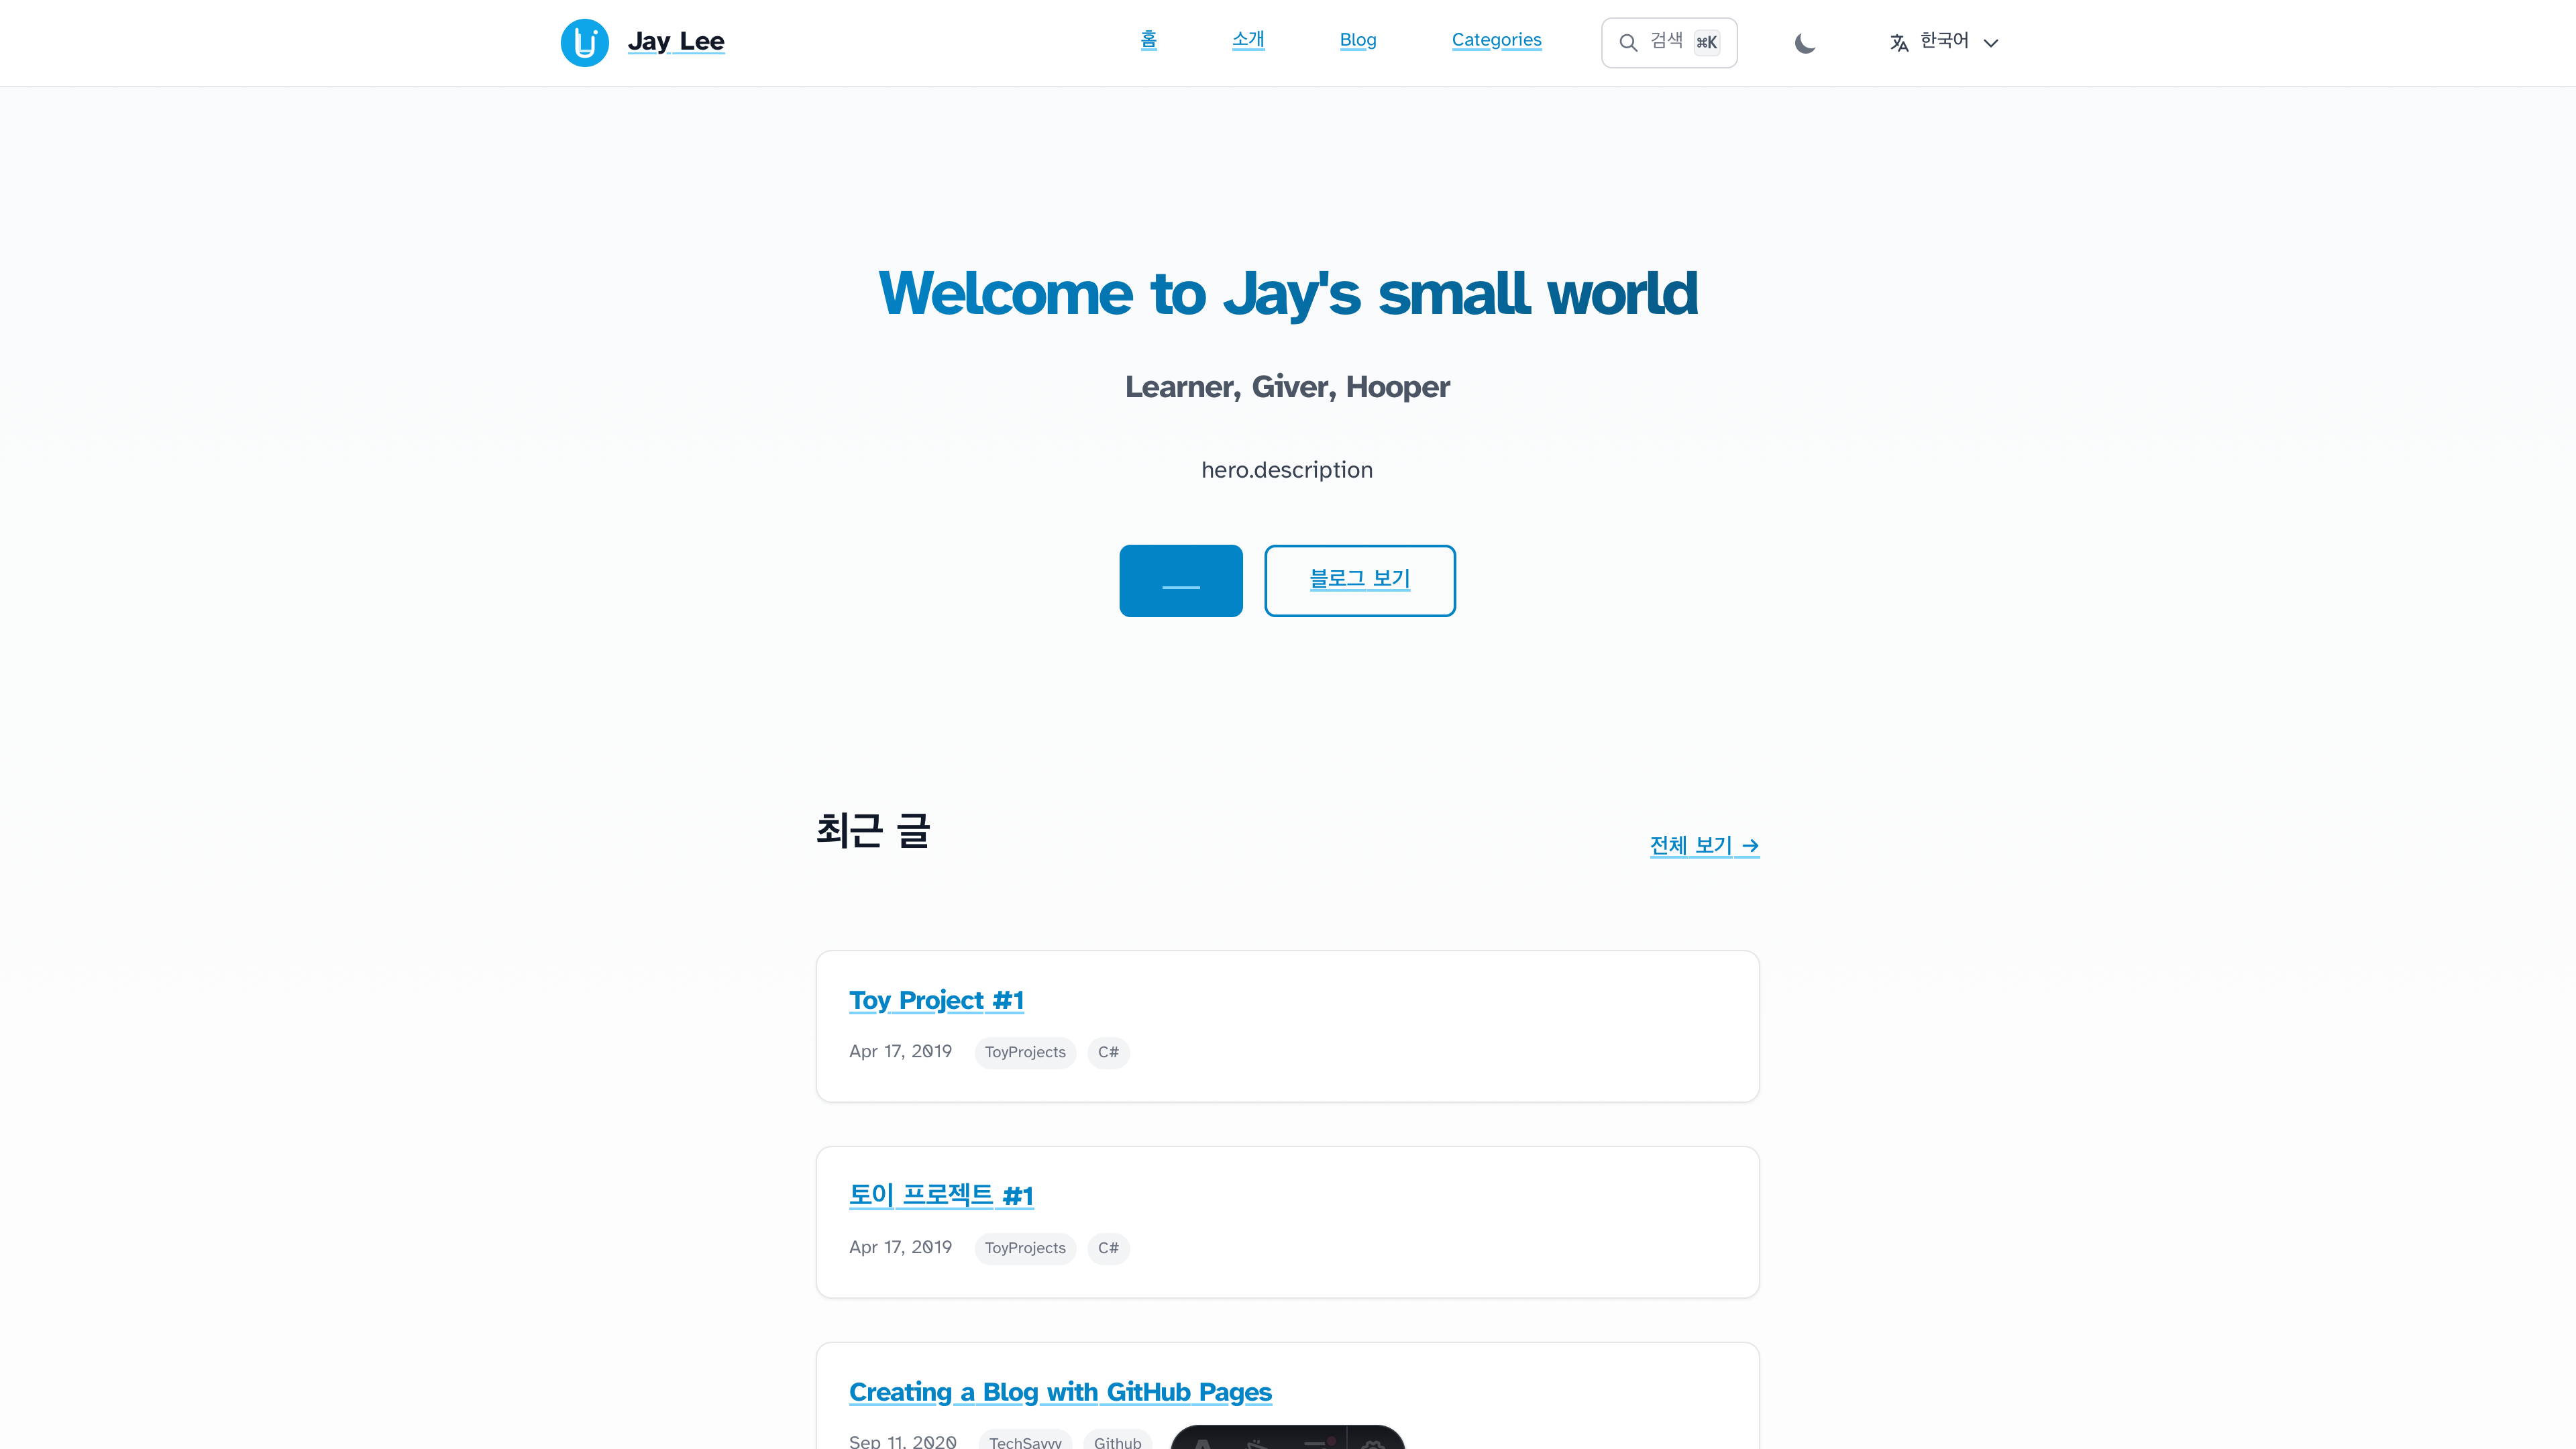 Jay Lee
홈
소개
Blog
Categories
검색 ⌘K
한국어
Welcome to Jay's small world
Learner, Giver, Hooper
hero.description
블로그 보기
최근 글
전체 보기 →
Toy Project #1
Apr 17, 2019 ToyProjects C#
토이 프로젝트 #1
Apr 17, 2019 ToyProjects C#
Creating a Blog with GitHub Pages
Sep 11, 2020 TechSavvy Github